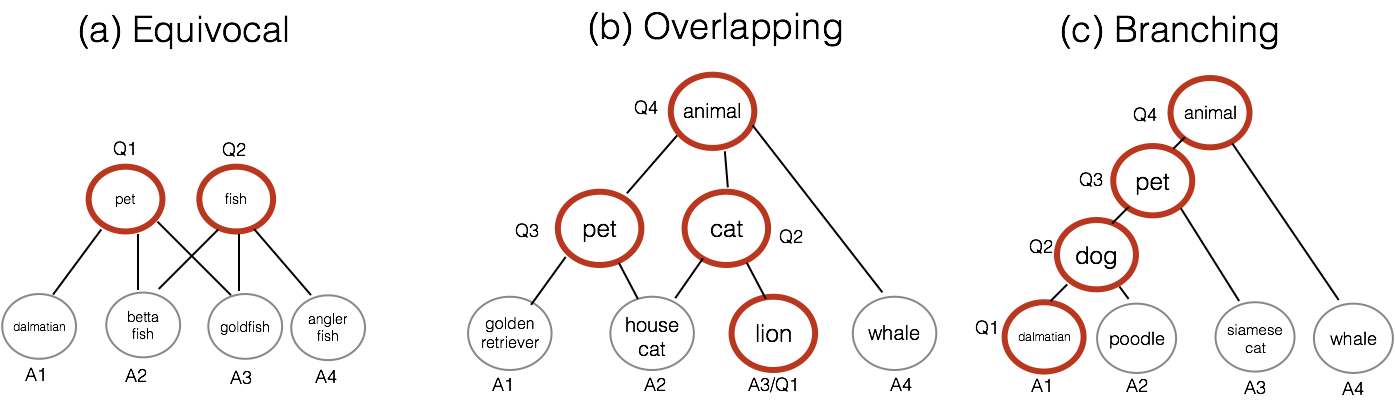 (a) Equivocal
(b) Overlapping
(c) Branching
Q1
Q2
pet
fish
dalmatian
betta
fish
goldfish
angler
fish
A1
A2
A3
A4
Q4
animal
Q3
pet
cat
Q2
golden
retriever
house
cat
lion
whale
A1
A2
A3/Q1
A4
Q4
animal
Q3
pet
Q2
dog
Q1
dalmatian
poodle
siamese
cat
whale
A1
A2
A3
A4